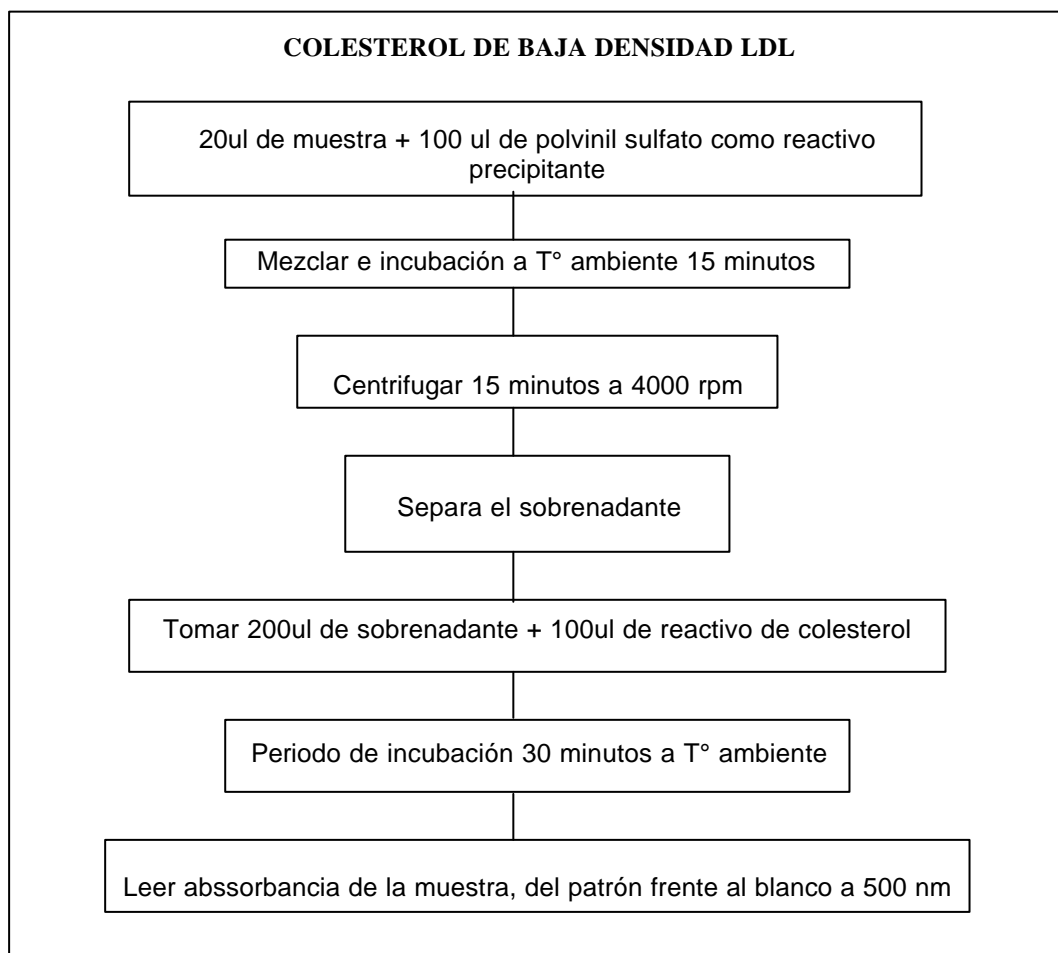 COLESTEROL DE BAJA DENSIDAD LDL
20ul de muestra + 100 ul de polvinil sulfato como reactivo
precipitante
Mezclar e incubación a T° ambiente 15 minutos
Centrifugar 15 minutos a 4000 rpm
Separa el sobrenadante
Tomar 200ul de sobrenadante + 100ul de reactivo de colesterol
Periodo de incubación 30 minutos a T° ambiente
Leer abssorbancia de la muestra, del patrón frente al blanco a 500 nm